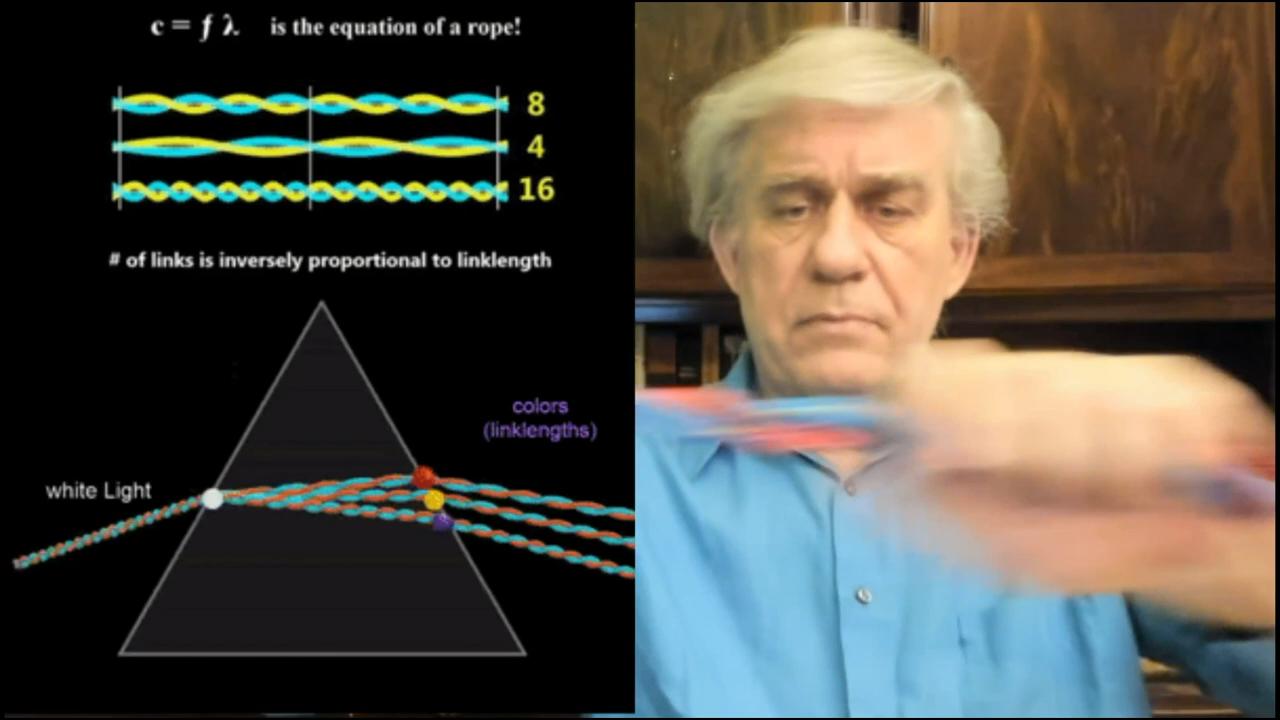 c = f λ is the equation of a rope!
8
4
16
# of links is inversely proportional to linklength
colors
(linklengths)
white Light